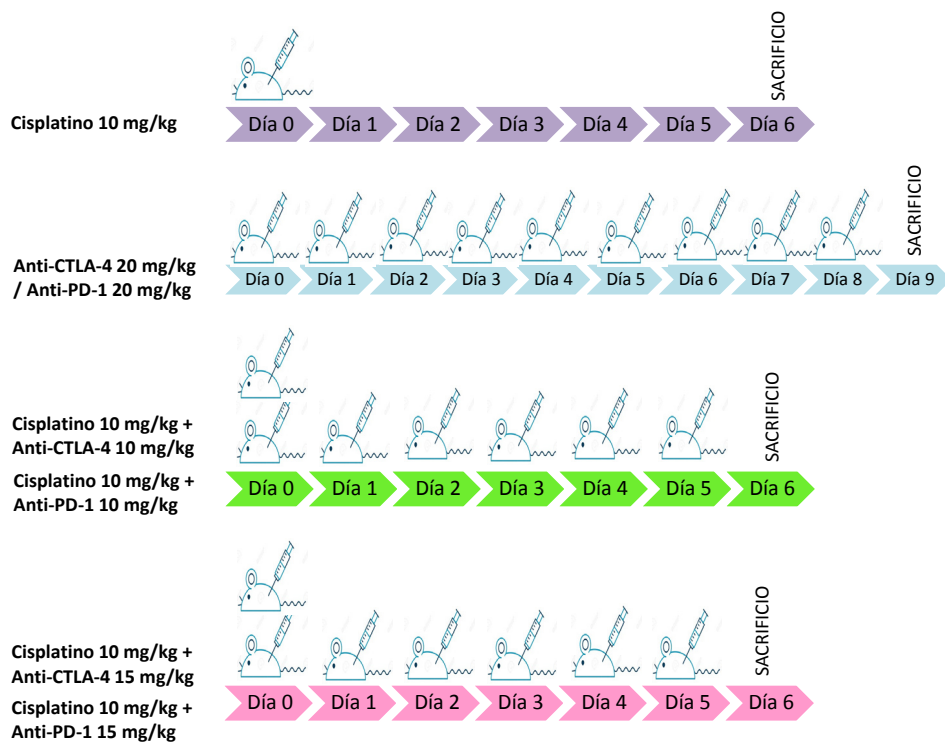 SACRIFICIO
Cisplatino 10 mg/kg
Día 0 Día 1 Día 2 Día 3 Día 4 Día 5 Día 6
SACRIFICIO
Anti-CTLA-4 20 mg/kg
/ Anti-PD-1 20 mg/kg
Día 0 Día 1 Día 2 Día 3 Día 4 Día 5 Día 6 Día 7 Día 8 Día 9
SACRIFICIO
Cisplatino 10 mg/kg +
Anti-CTLA-4 10 mg/kg
Cisplatino 10 mg/kg +
Anti-PD-1 10 mg/kg
Día 0 Día 1 Día 2 Día 3 Día 4 Día 5 Día 6
SACRIFICIO
Cisplatino 10 mg/kg +
Anti-CTLA-4 15 mg/kg
Cisplatino 10 mg/kg +
Anti-PD-1 15 mg/kg
Día 0 Día 1 Día 2 Día 3 Día 4 Día 5 Día 6